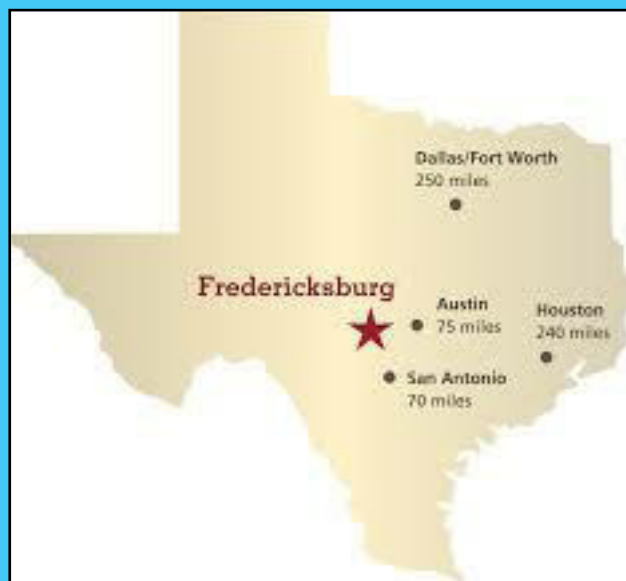 Dallas/Fort Worth
250 miles
Fredericksburg
Austin
75 miles
Houston
240 miles
San Antonio
70 miles